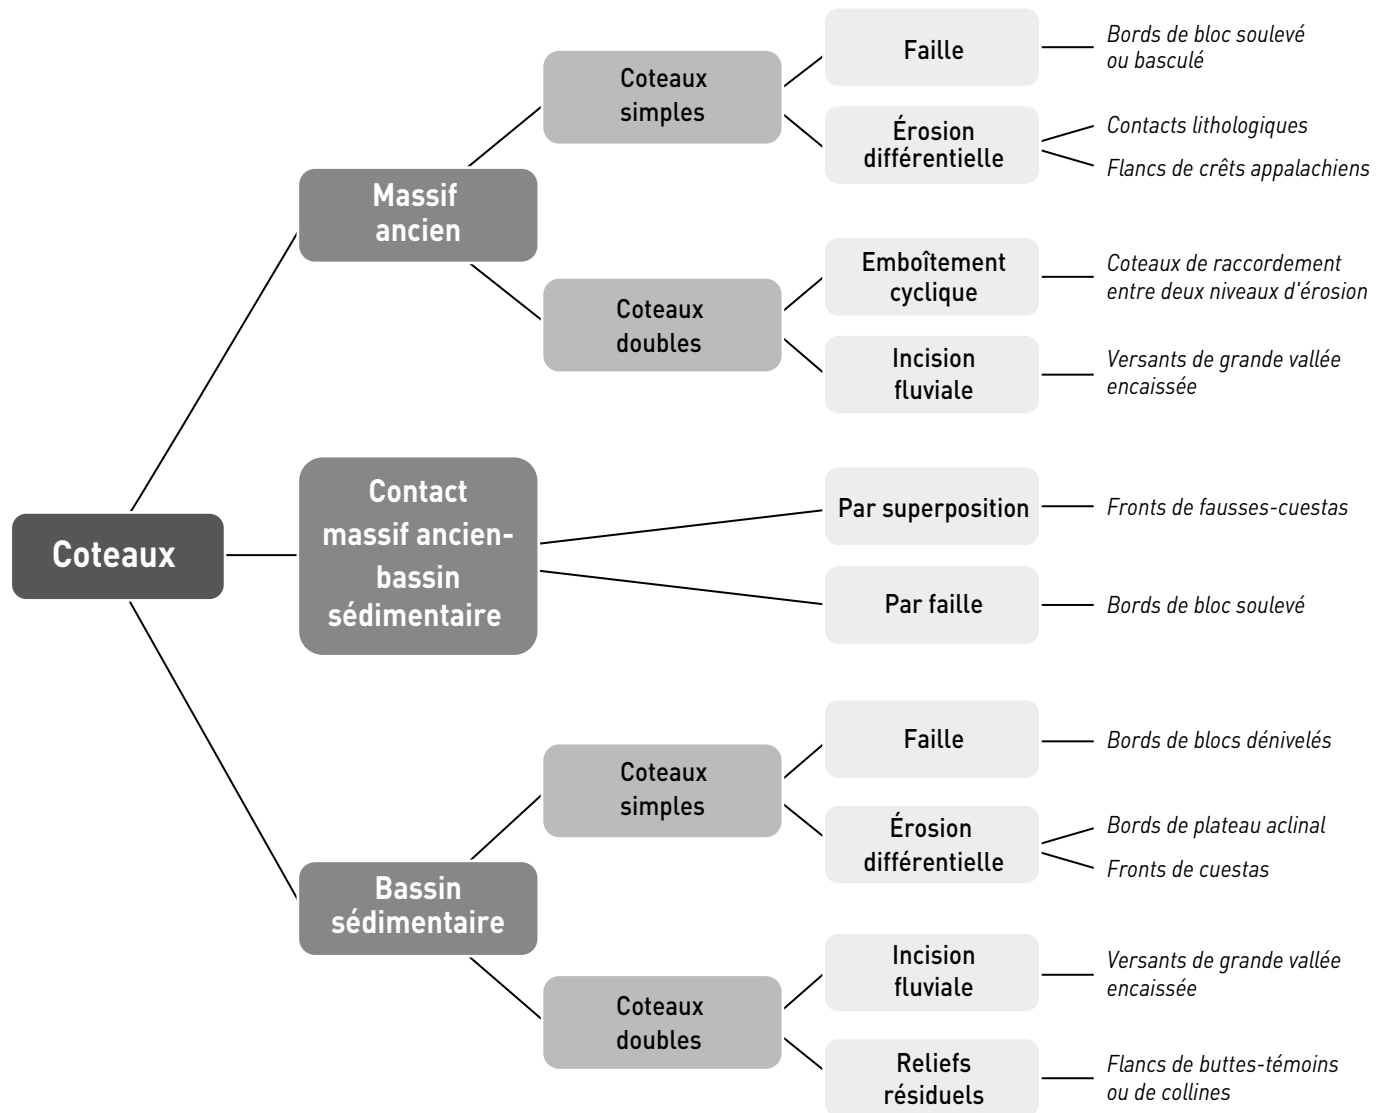 Coteaux
Massif
ancien
Coteaux
simples
Faille
Bords de bloc soulevé
ou basculé
Érosion
différentielle
Contacts lithologiques
Flancs de crêts appalachiens
Coteaux
doubles
Emboîtement
cyclique
Coteaux de raccordement
entre deux niveaux d'érosion
Incision
fluviale
Versants de grande vallée
encaissée
Contact
massif ancien-
bassin
sédimentaire
Par superposition
Fronts de fausses-cuestas
Par faille
Bords de bloc soulevé
Bassin
sédimentaire
Coteaux
simples
Faille
Bords de blocs dénivelés
Érosion
différentielle
Bords de plateau aclinal
Fronts de cuestas
Coteaux
doubles
Incision
fluviale
Versants de grande vallée
encaissée
Reliefs
résiduels
Flancs de buttes-témoins
ou de collines